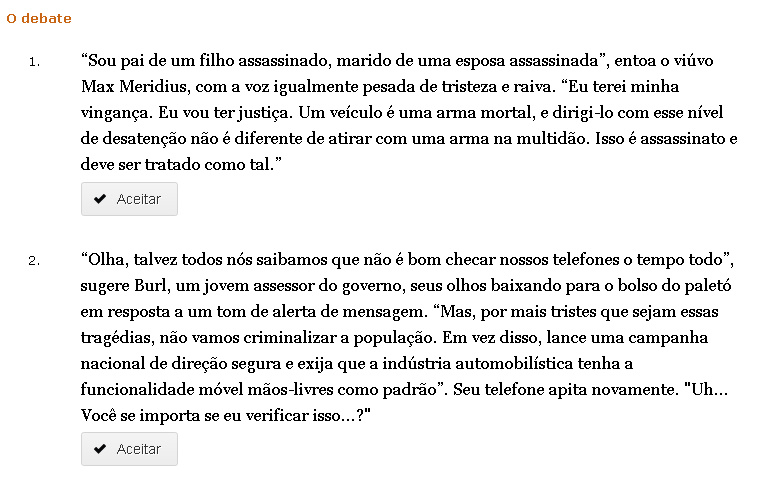 O debate
1. “Sou pai de um filho assassinado, marido de uma esposa assassinada”, entoa o viúvo
Max Meridius, com a voz igualmente pesada de tristeza e raiva. “Eu terei minha
vingança. Eu vou ter justiça. Um veículo é uma arma mortal, e dirigi-lo com esse nível
de desatenção não é diferente de atirar com uma arma na multidão. Isso é assassinato e
deve ser tratado como tal.”
Aceitar
2. “Olha, talvez todos nós saibamos que não é bom checar nossos telefones o tempo todo”,
sugere Burl, um jovem assessor do governo, seus olhos baixando para o bolso do paletó
em resposta a um tom de alerta de mensagem. “Mas, por mais tristes que sejam essas
tragédias, não vamos criminalizar a população. Em vez disso, lance uma campanha
nacional de direção segura e exija que a indústria automobilística tenha a
funcionalidade móvel mãos-livres como padrão”. Seu telefone apita novamente. "Uh...
Você se importa se eu verificar isso...?"
Aceitar